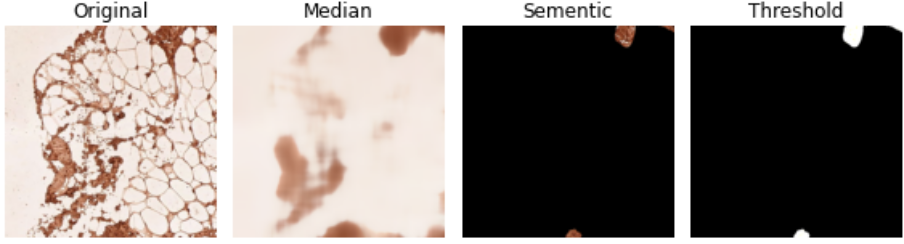 Original
Median
Sementic
Threshold